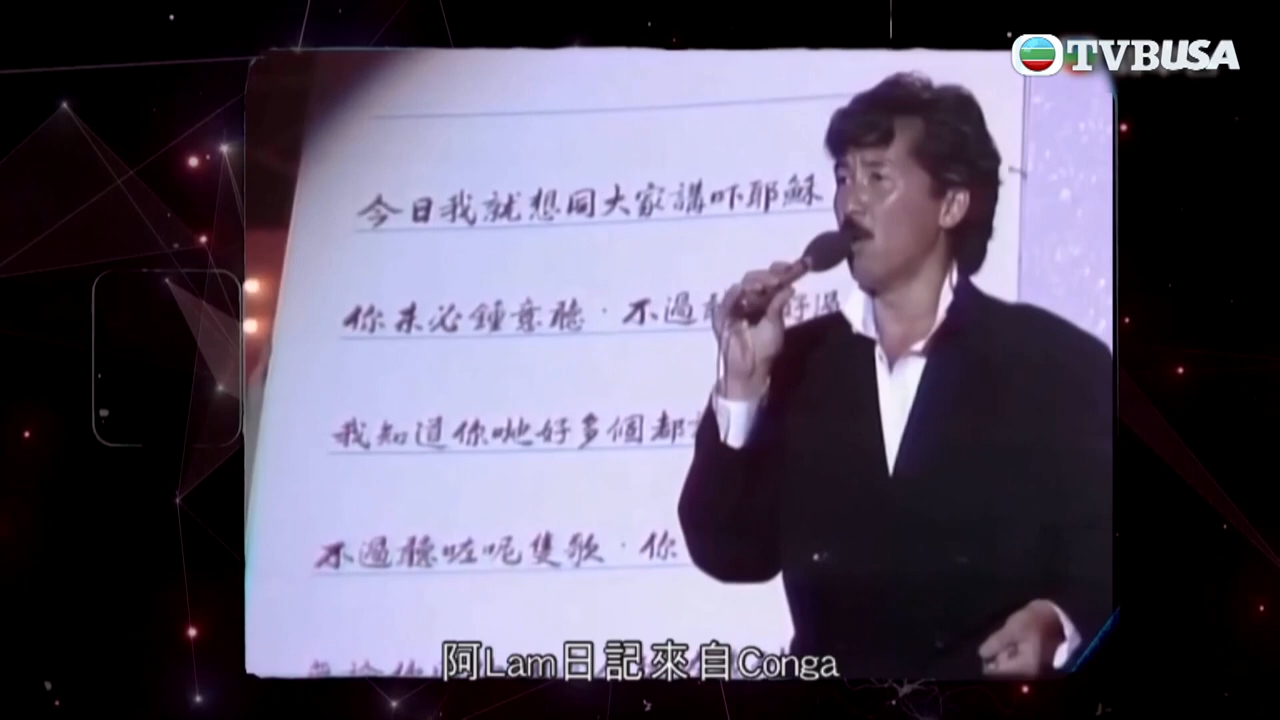 TVBUSA
今日我就想同大家講吓耶穌
你未必鍾意聽．不過
我知道你哋好多個都
不過聽咗呢隻歌．你
阿Lam日記來自Conga